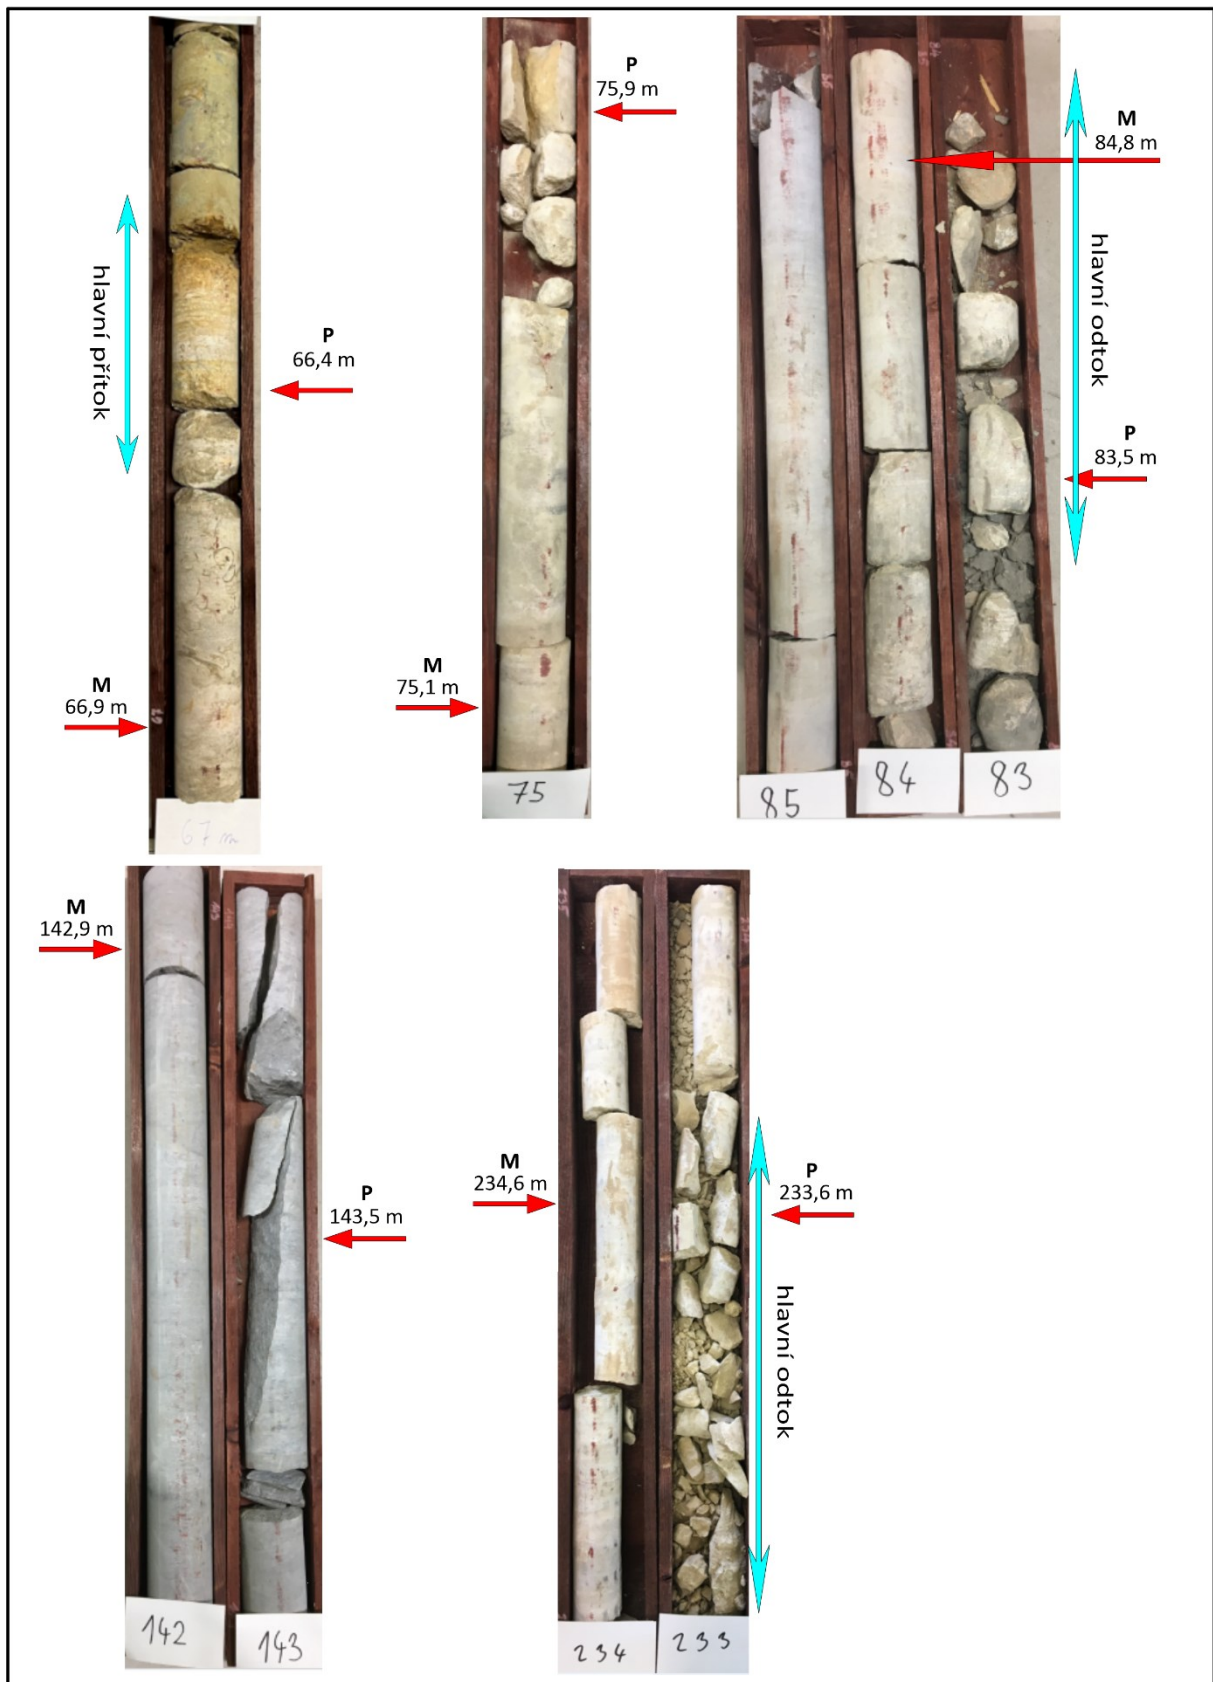 P
75,9 m
M
84,8 m
hlavní přítok
P
66,4 m
hlavní odtok
P
83,5 m
M
66,9 m
M
75,1 m
67 m
75
85
84
83
M
142,9 m
P
143,5 m
M
234,6 m
P
233,6 m
hlavní odtok
142
143
234
233